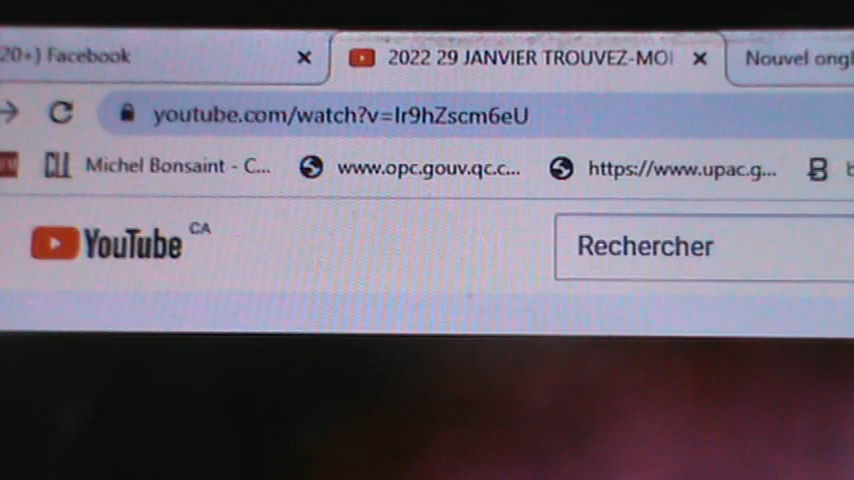 20+) Facebook × 2022 29 JANVIER TROUVEZ-MOI × Nouvel ongl
youtube.com/watch?v=Ir9hZscm6eU
CLL Michel Bonsaint - C... www.opc.gouv.qc.c... https://www.upac.g... b
YouTube CA Rechercher